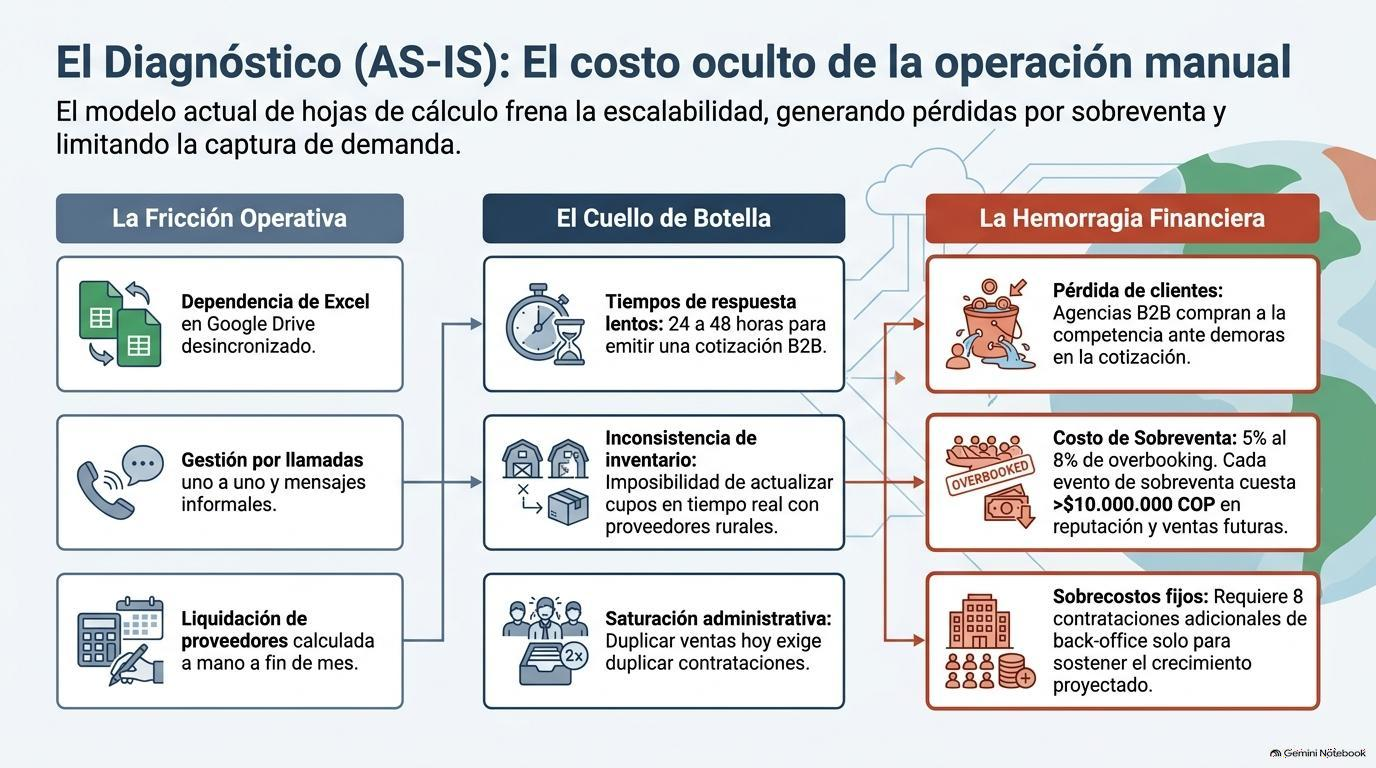 El Diagnóstico (AS-IS): El costo oculto de la operación manual
El modelo actual de hojas de cálculo frena la escalabilidad, generando pérdidas por sobreventa y
limitando la captura de demanda.
La Fricción Operativa
Dependencia de Excel
en Google Drive
desincronizado.
Gestión por llamadas
uno a uno y mensajes
informales.
Liquidación de
proveedores calculada
a mano a fin de mes.
El Cuello de Botella
Tiempos de respuesta
lentos: 24 a 48 horas para
emitir una cotización B2B.
Inconsistencia de
inventario:
Imposibilidad de actualizar
cupos en tiempo real con
proveedores rurales.
2x
Saturación administrativa:
Duplicar ventas hoy exige
duplicar contrataciones.
La Hemorragia Financiera
Pérdida de clientes:
Agencias B2B compran a la
competencia ante demoras
en la cotización.
OVERBOOKED
Costo de Sobreventa: 5% al
8% de overbooking. Cada
evento de sobreventa cuesta
>$10.000.000 COP en
reputación y ventas futuras.
Sobrecostos fijos: Requiere 8
contrataciones adicionales de
back-office solo para
sostener el crecimiento
proyectado.
Gemini Notebook